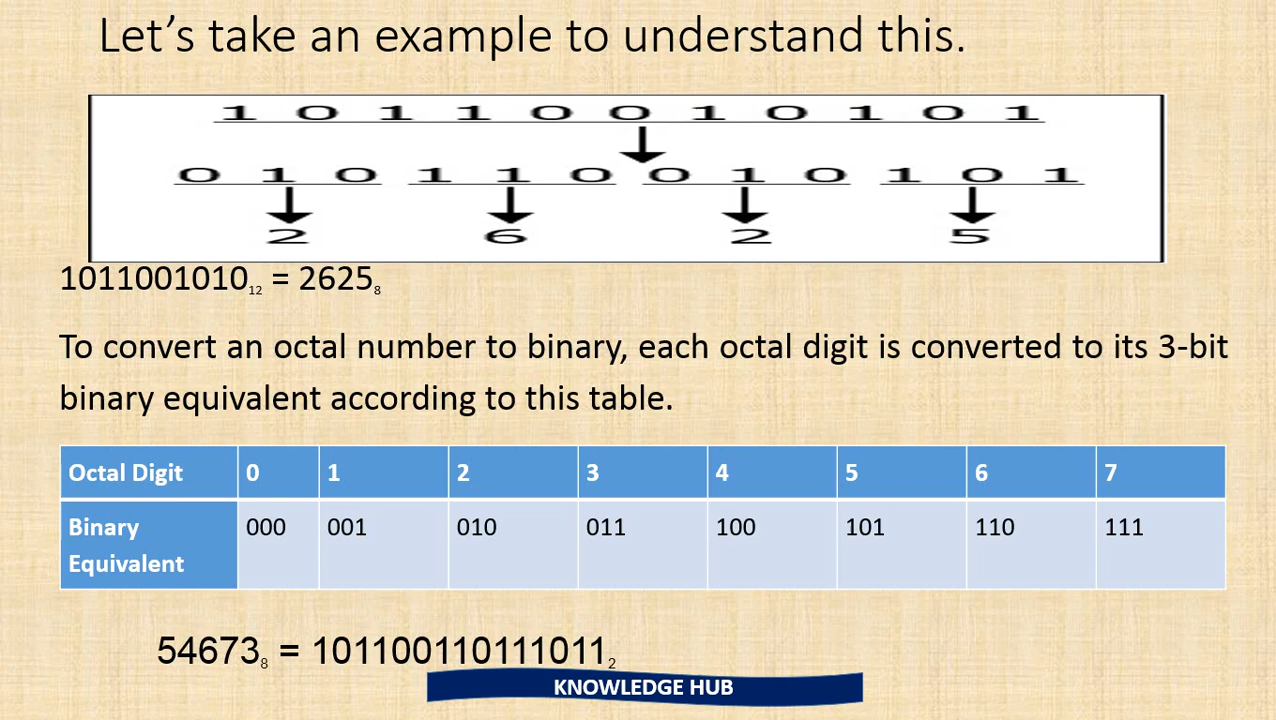 Let's take an example to understand this.
1 0 1 1 0 0 1 0 1 0 1
0 1 0 1 1 0 0 1 0 1 0 1
2 6 2 5
1011001010₁₂ = 2625₈
To convert an octal number to binary, each octal digit is converted to its 3-bit
binary equivalent according to this table.
Octal Digit 0 1 2 3 4 5 6 7
Binary Equivalent 000 001 010 011 100 101 110 111
54673₈ = 101100110111011₂
KNOWLEDGE HUB